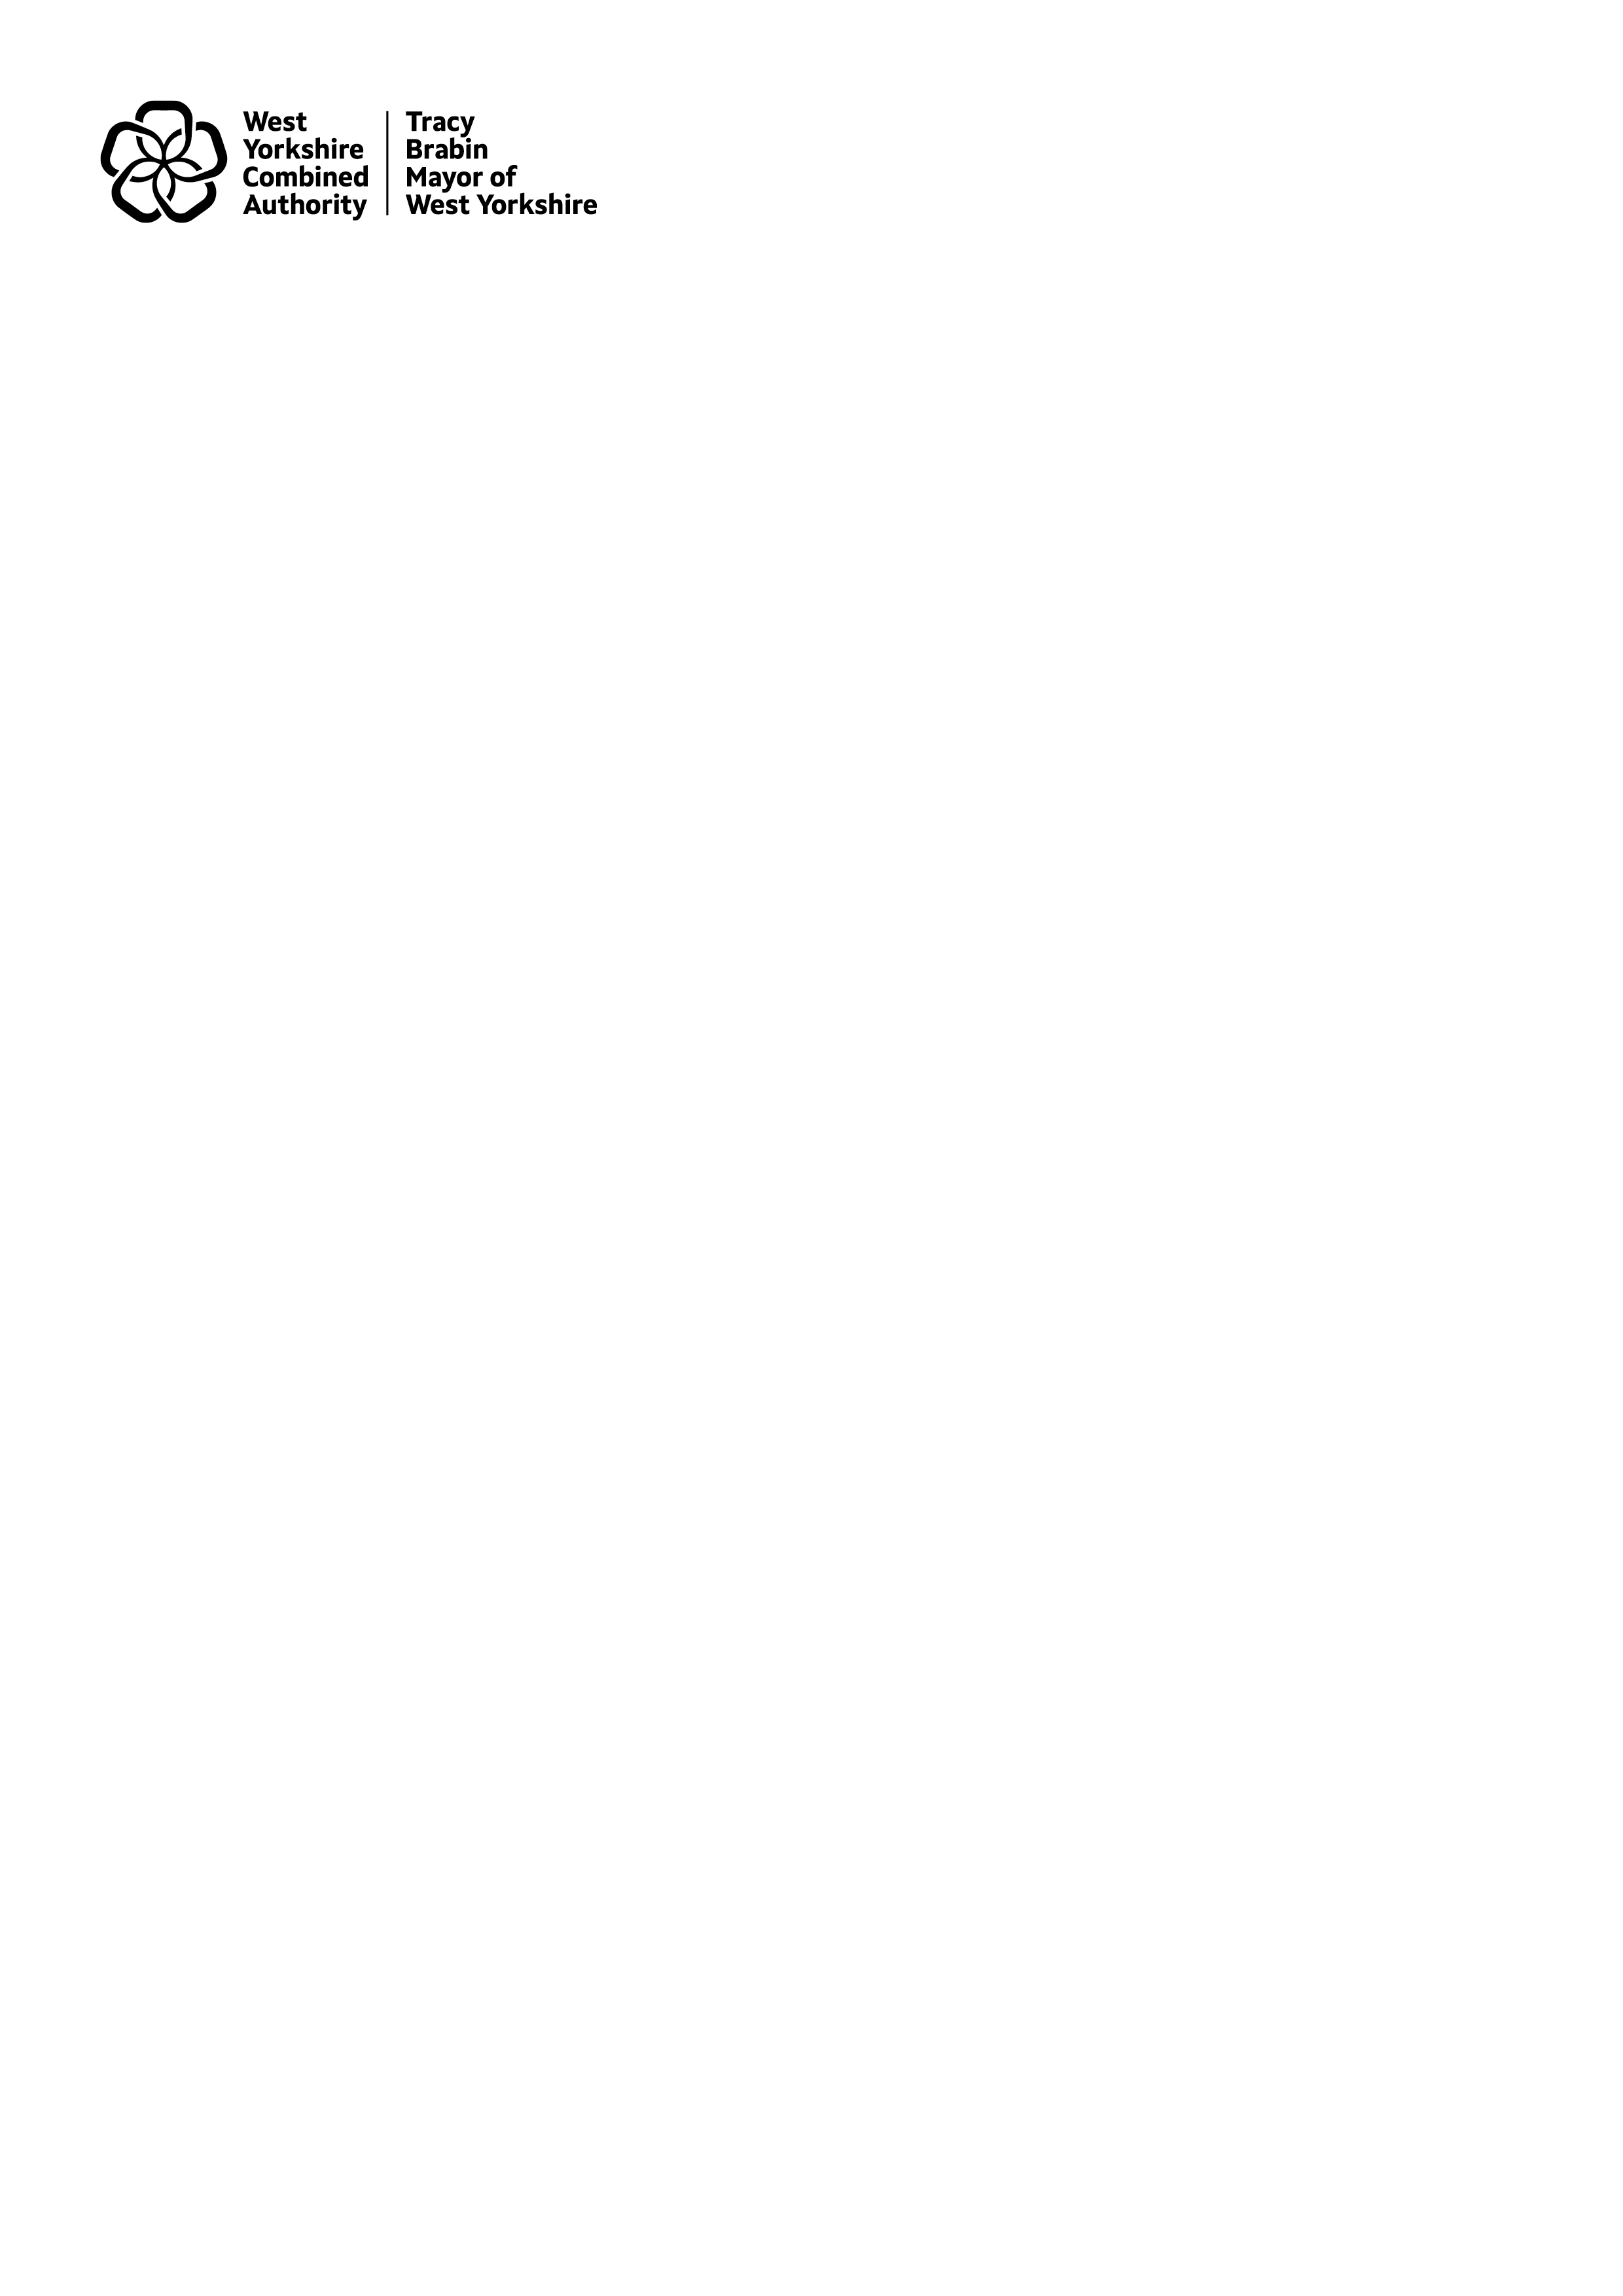 West
Yorkshire
Combined
Authority
Tracy
Brabin
Mayor of
West Yorkshire